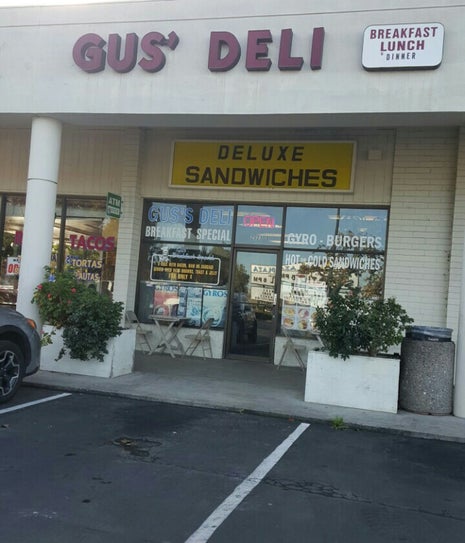 GUS' DELI
BREAKFAST
LUNCH
DINNER
DELUXE
SANDWICHES
ATM
GUS'S DELI
OPEN
BREAKFAST SPECIAL
GYRO - BURGERS
HOT - COLD SANDWICHES
TACOS
TORTAS
GYROS